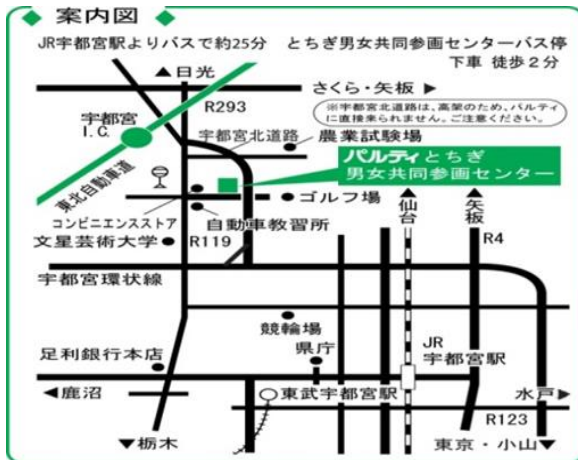 案内図
JR宇都宮駅よりバスで約25分 とちぎ男女共同参画センターバス停
下車 徒歩2分
▲日光
さくら・矢板 ▶
R293
※宇都宮北道路は、高架のため、パルティ
に直接来られません。ご注意ください。
宇都宮
I.C.
宇都宮北道路
農業試験場
東北自動車道
パルティとちぎ
男女共同参画センター
ゴルフ場
コンビニエンスストア
自動車教習所
▲仙台
▲矢板
文星芸術大学
R119
R4
宇都宮環状線
競輪場
県庁
JR
宇都宮駅
足利銀行本店
◀鹿沼
東武宇都宮駅
水戸▶
R123
▼栃木
東京・小山▼